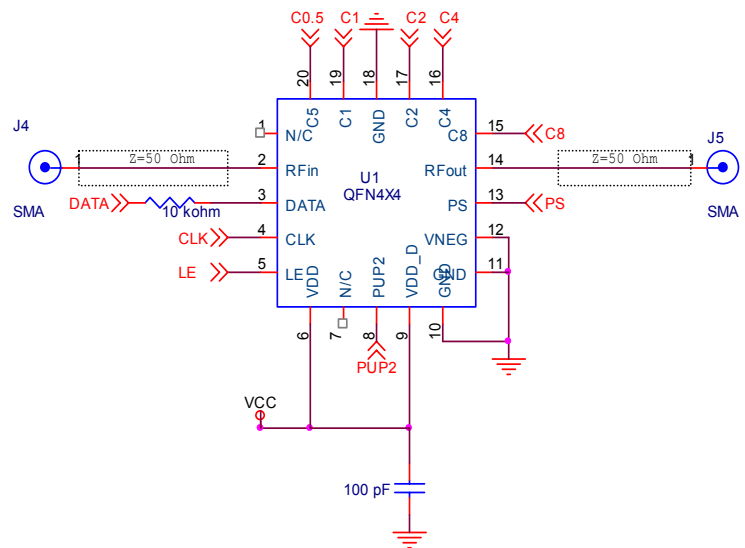 C0.5 C1 C2 C4
20 19 18 17 16
C5 C1 GND C2 C4
J4
1 N/C C8 15 C8
J5
1 Z=50 Ohm 2 RFin RFout 14 Z=50 Ohm 1
U1
QFN4X4
SMA DATA 10 kohm 3 DATA PS 13 PS SMA
CLK 4 CLK VNEG 12
LE 5 LE GND 11
VDD N/C PUP2 VDD_D GND
6 7 8 9 10
PUP2
VCC
100 pF